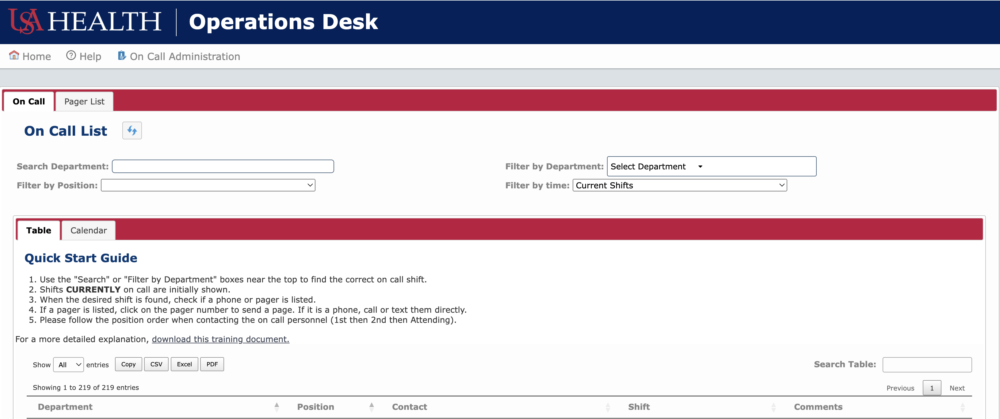 USA HEALTH Operations Desk
Home Help On Call Administration
On Call Pager List
On Call List
Search Department: Filter by Department: Select Department
Filter by Position: Filter by time: Current Shifts
Table Calendar
Quick Start Guide
1. Use the "Search" or "Filter by Department" boxes near the top to find the correct on call shift.
2. Shifts CURRENTLY on call are initially shown.
3. When the desired shift is found, check if a phone or pager is listed.
4. If a pager is listed, click on the pager number to send a page. If it is a phone, call or text them directly.
5. Please follow the position order when contacting the on call personnel (1st then 2nd then Attending).
For a more detailed explanation, download this training document.
Show All entries Copy CSV Excel PDF Search Table:
Showing 1 to 219 of 219 entries Previous 1 Next
Department Position Contact Shift Comments